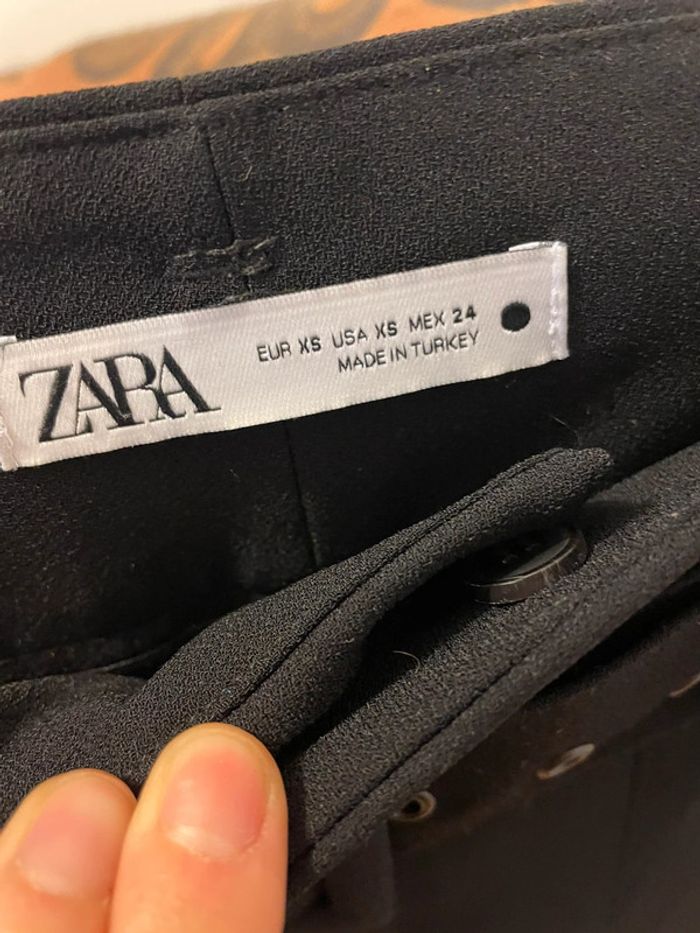 ZARA
EUR XS USA XS MEX 24
MADE IN TURKEY